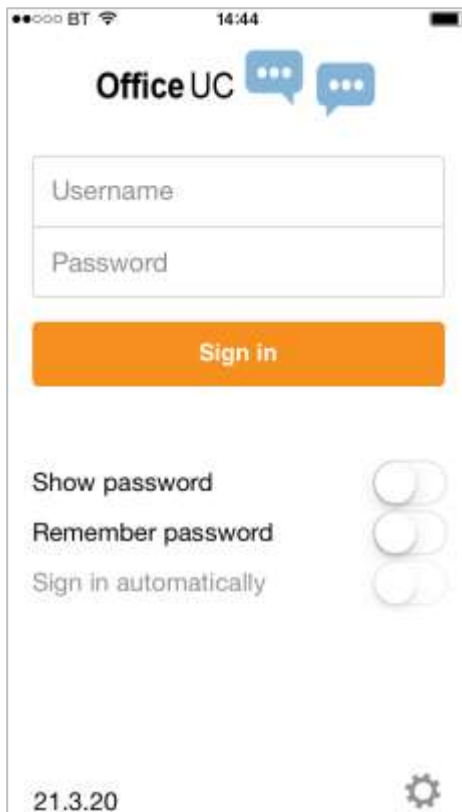 BT 14:44
Office UC
Username
Password
Sign in
Show password
Remember password
Sign in automatically
21.3.20